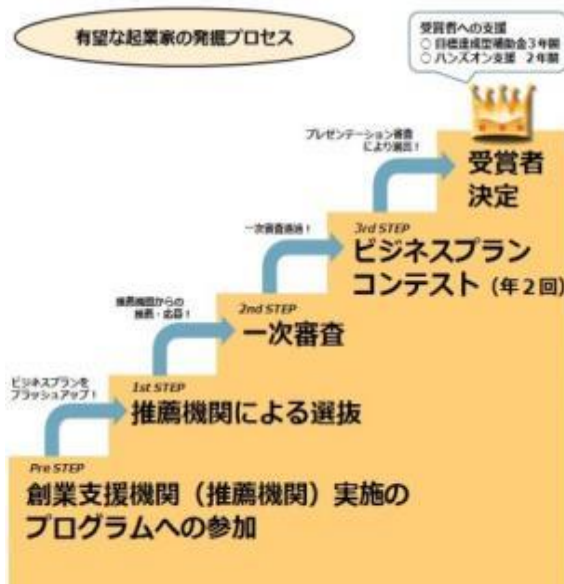 有望な起業家の発掘プロセス
受賞者への支援
○ 目標達成型補助金3年間
○ ハンズオン支援 2年間
プレゼンテーション審査
により選出!
受賞者
決定
一次審査通過!
3rd STEP
ビジネスプラン
コンテスト(年2回)
推薦機関からの
推薦・応募!
2nd STEP
一次審査
ビジネスプランを
ブラッシュアップ!
1st STEP
推薦機関による選抜
Pre STEP
創業支援機関(推薦機関)実施の
プログラムへの参加